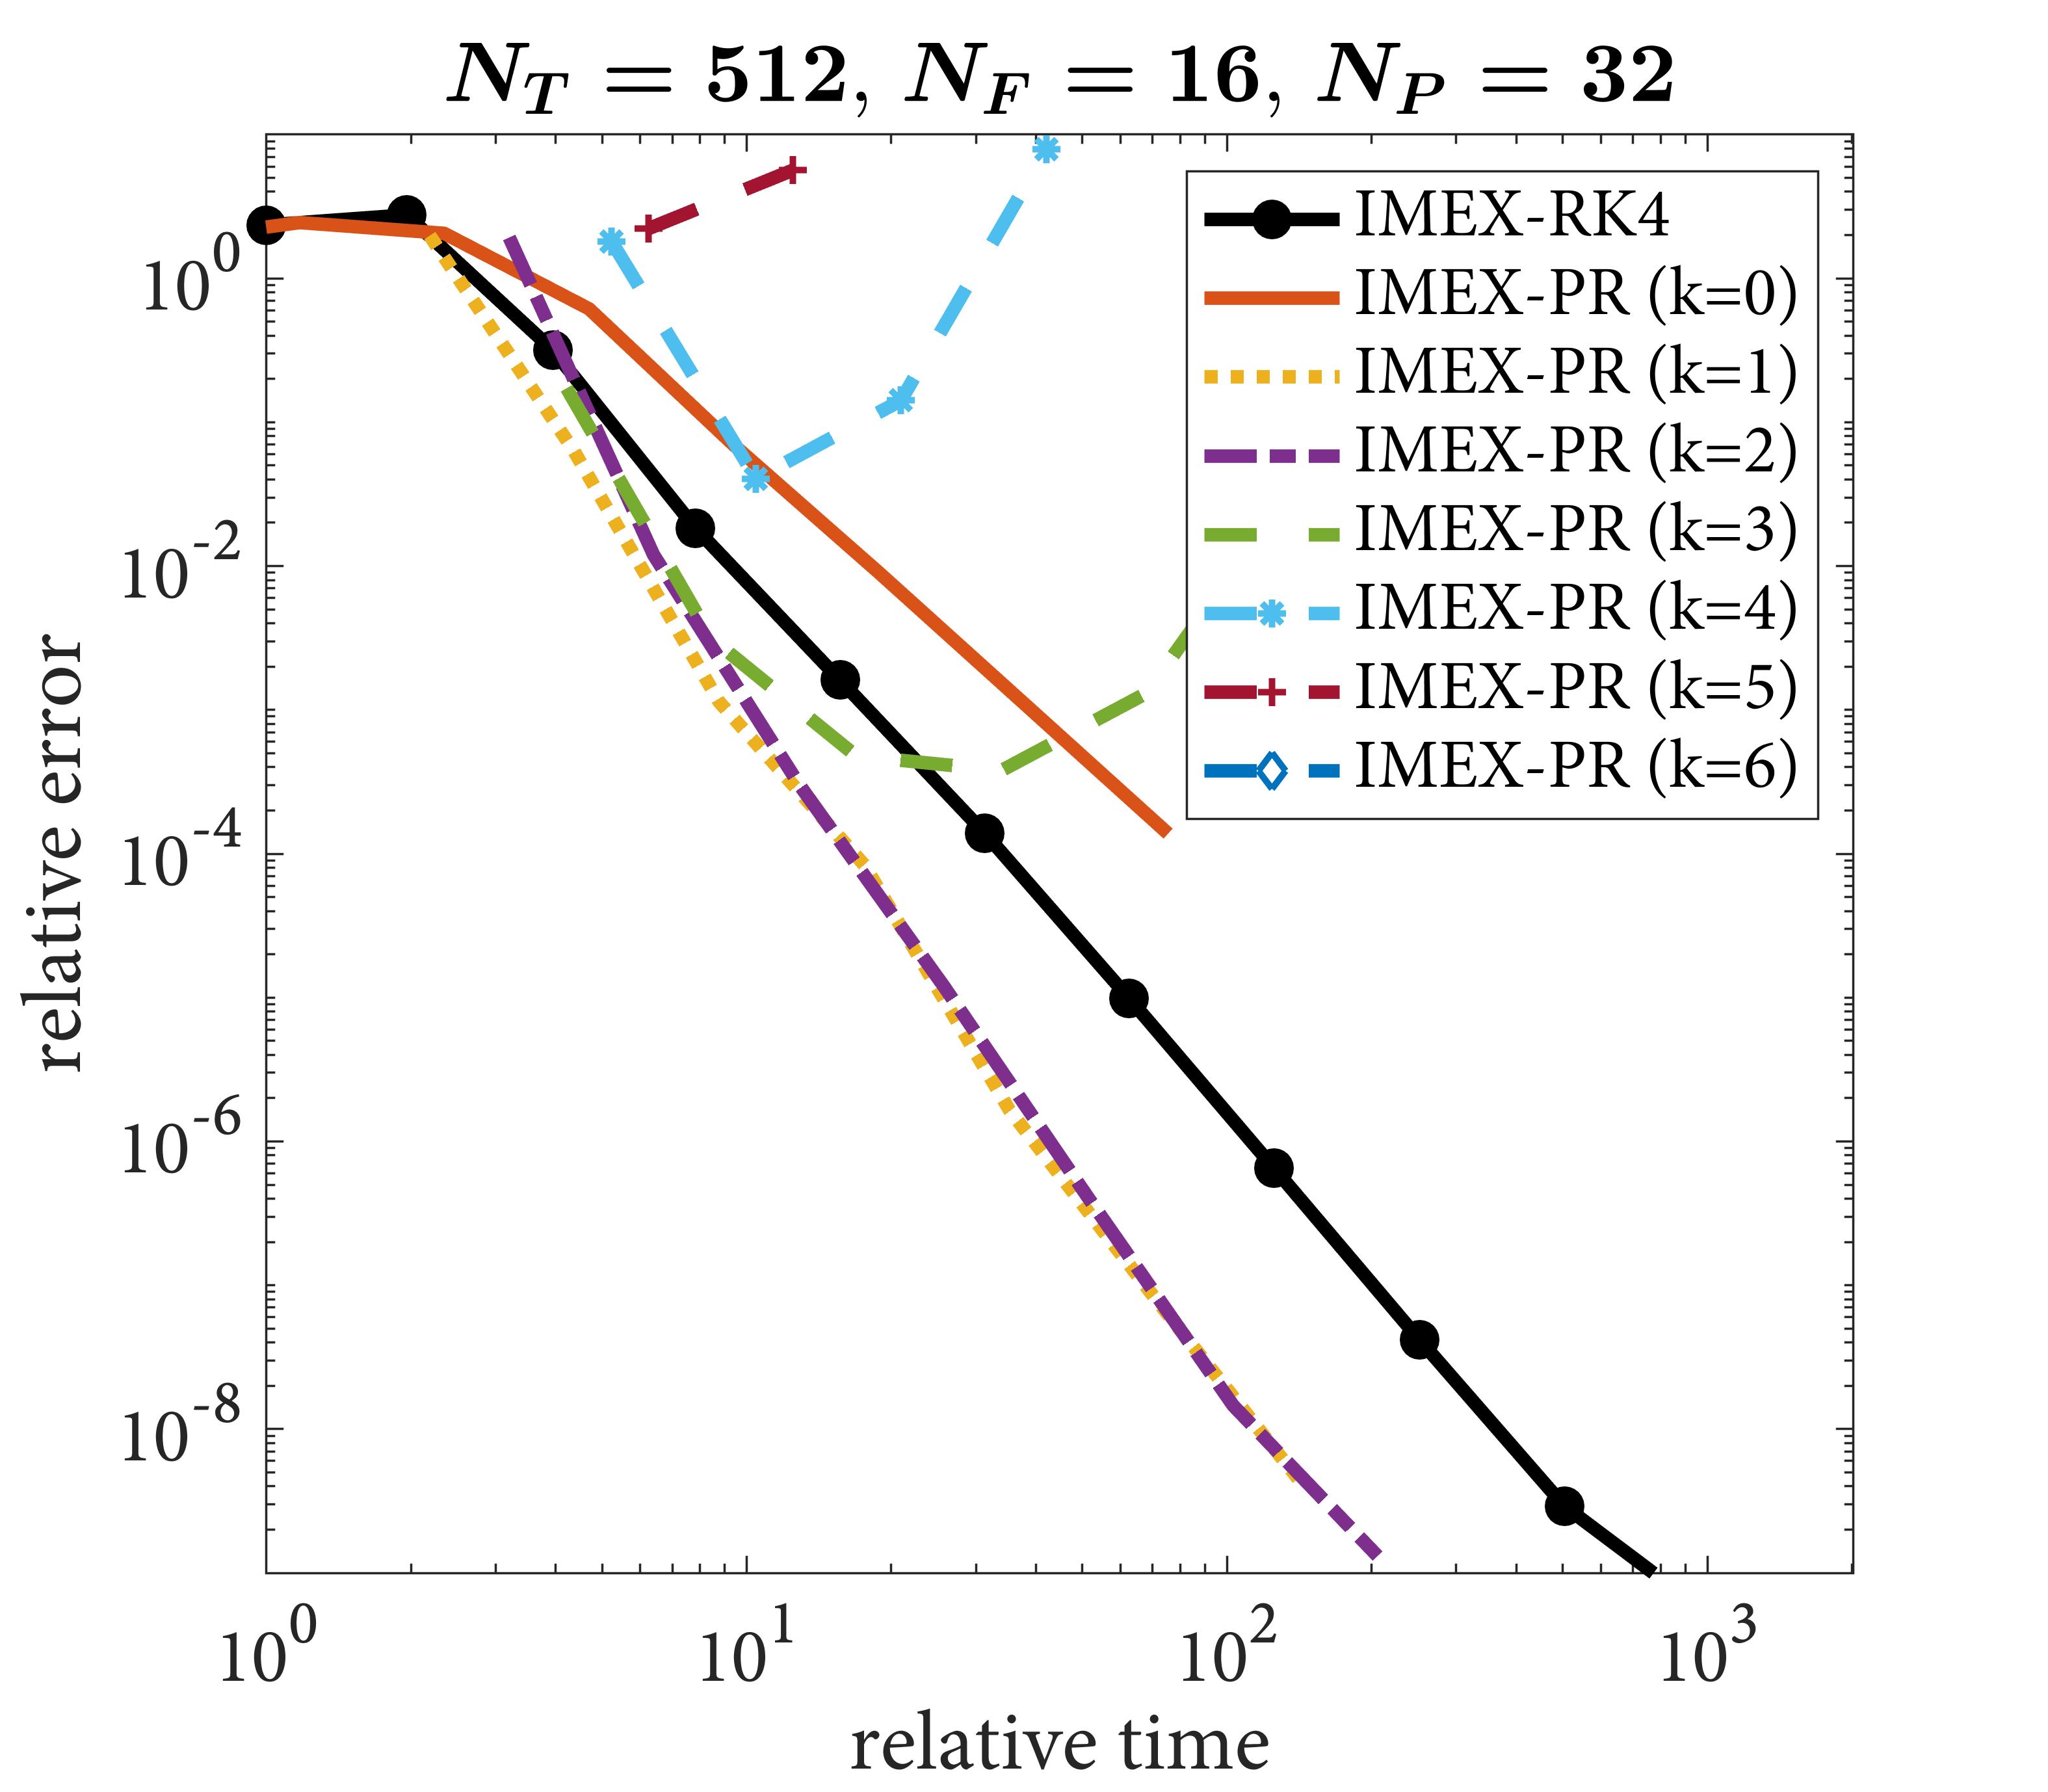 N_T = 512, N_F = 16, N_P = 32
IMEX-RK4
IMEX-PR (k=0)
IMEX-PR (k=1)
IMEX-PR (k=2)
IMEX-PR (k=3)
IMEX-PR (k=4)
IMEX-PR (k=5)
IMEX-PR (k=6)
relative error
10^0
10^-2
10^-4
10^-6
10^-8
10^0 10^1 10^2 10^3
relative time